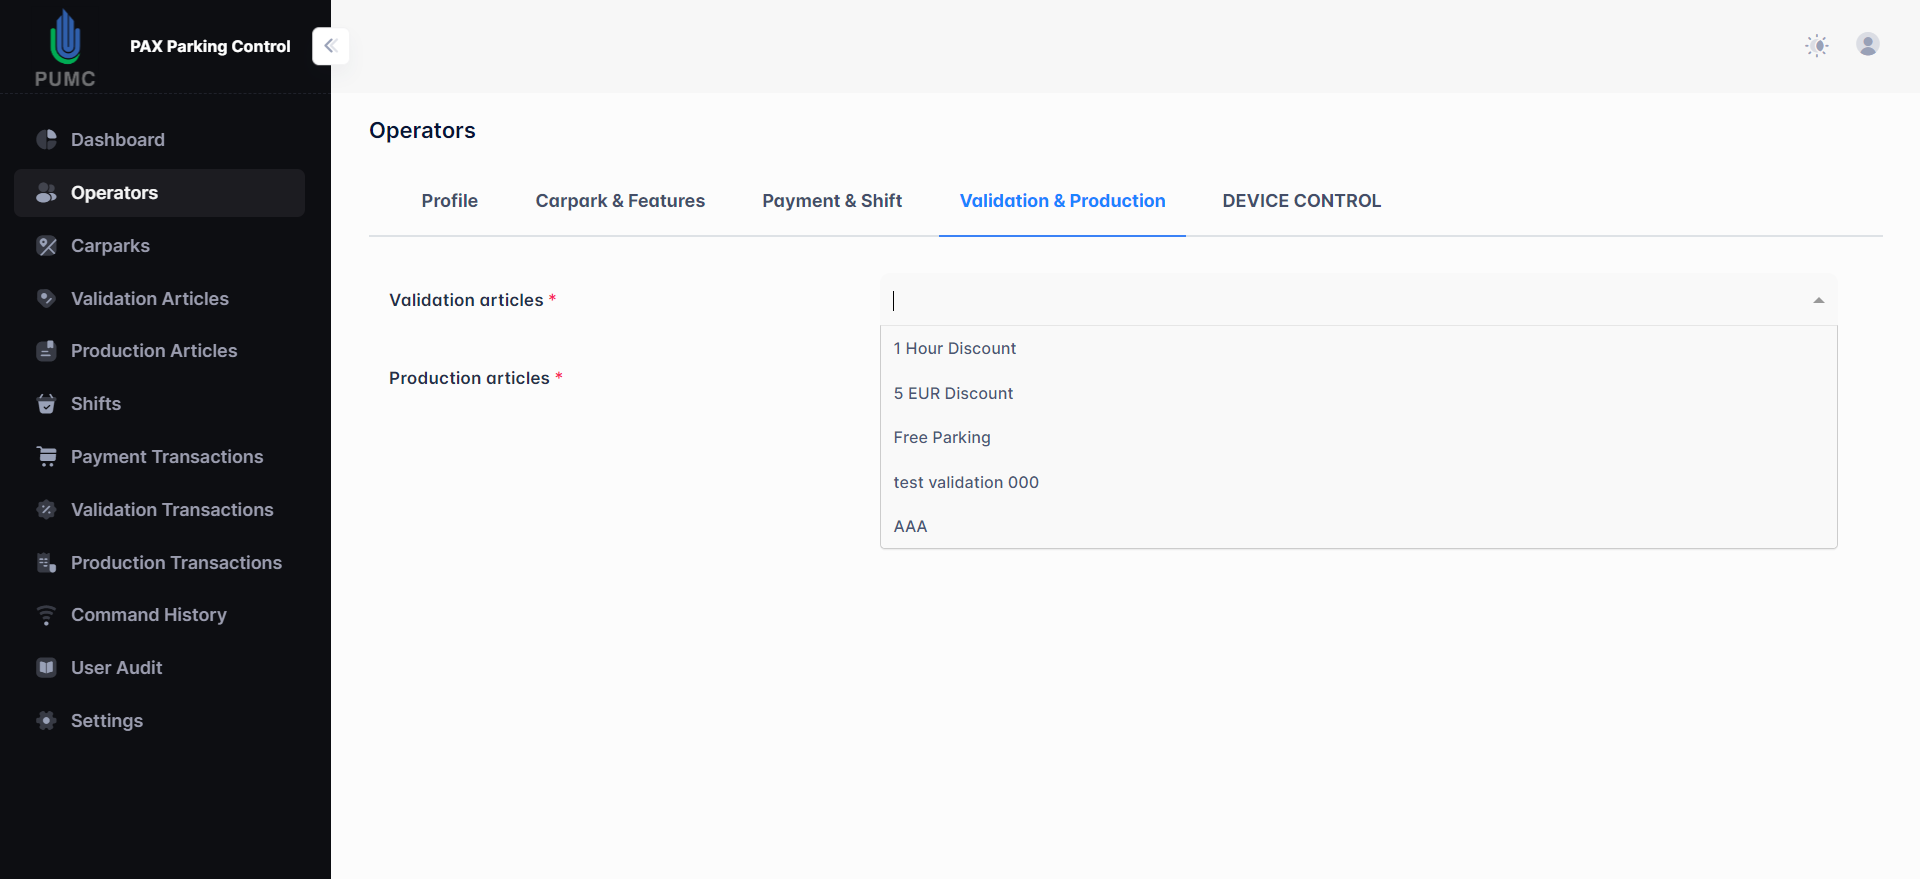 PUMC
PAX Parking Control
Dashboard
Operators
Carparks
Validation Articles
Production Articles
Shifts
Payment Transactions
Validation Transactions
Production Transactions
Command History
User Audit
Settings
Operators
Profile
Carpark & Features
Payment & Shift
Validation & Production
DEVICE CONTROL
Validation articles *
1 Hour Discount
5 EUR Discount
Free Parking
test validation 000
AAA
Production articles *